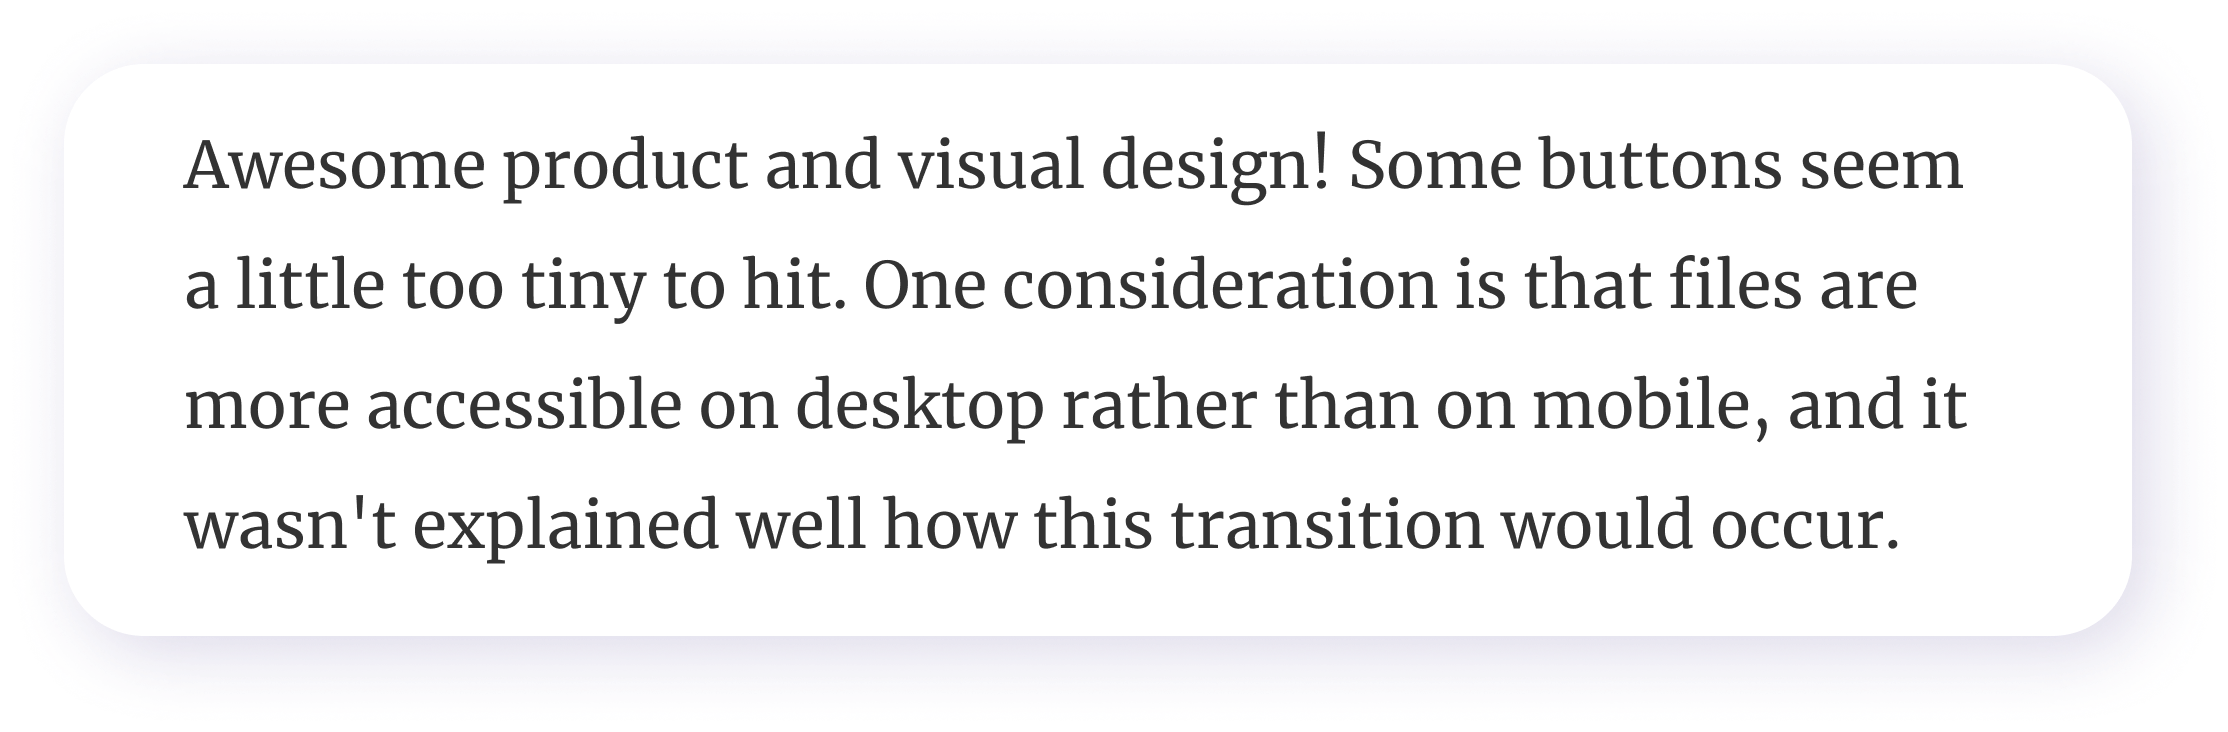 Awesome product and visual design! Some buttons seem
a little too tiny to hit. One consideration is that files are
more accessible on desktop rather than on mobile, and it
wasn't explained well how this transition would occur.